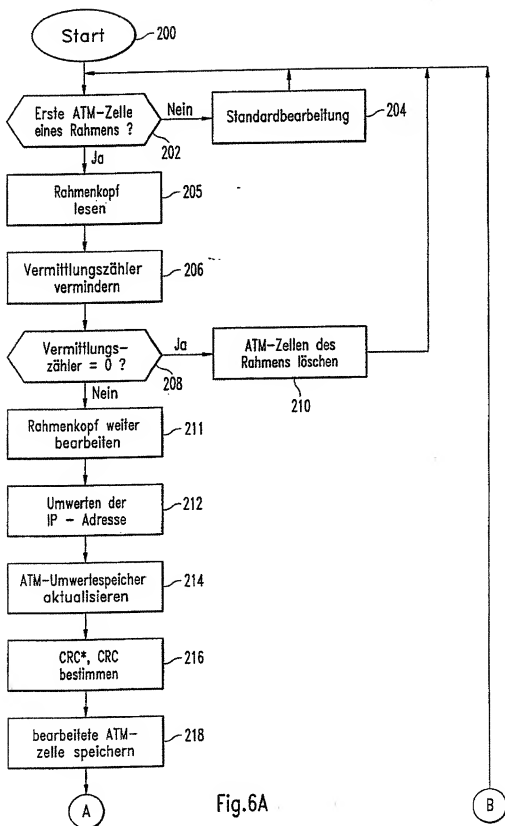 Start
200
Erste ATM-Zelle
eines Rahmens ?
Nein
202
Ja
Standardbearbeitung
204
Rahmenkopf
lesen
205
Vermittlungszähler
vermindern
206
Vermittlungs-
zähler = 0 ?
Ja
208
Nein
ATM-Zellen des
Rahmens löschen
210
Rahmenkopf weiter
bearbeiten
211
Umwerten der
IP - Adresse
212
ATM-Umwertespeicher
aktualisieren
214
CRC*, CRC
bestimmen
216
bearbeitete ATM-
zelle speichern
218
A
Fig.6A
B